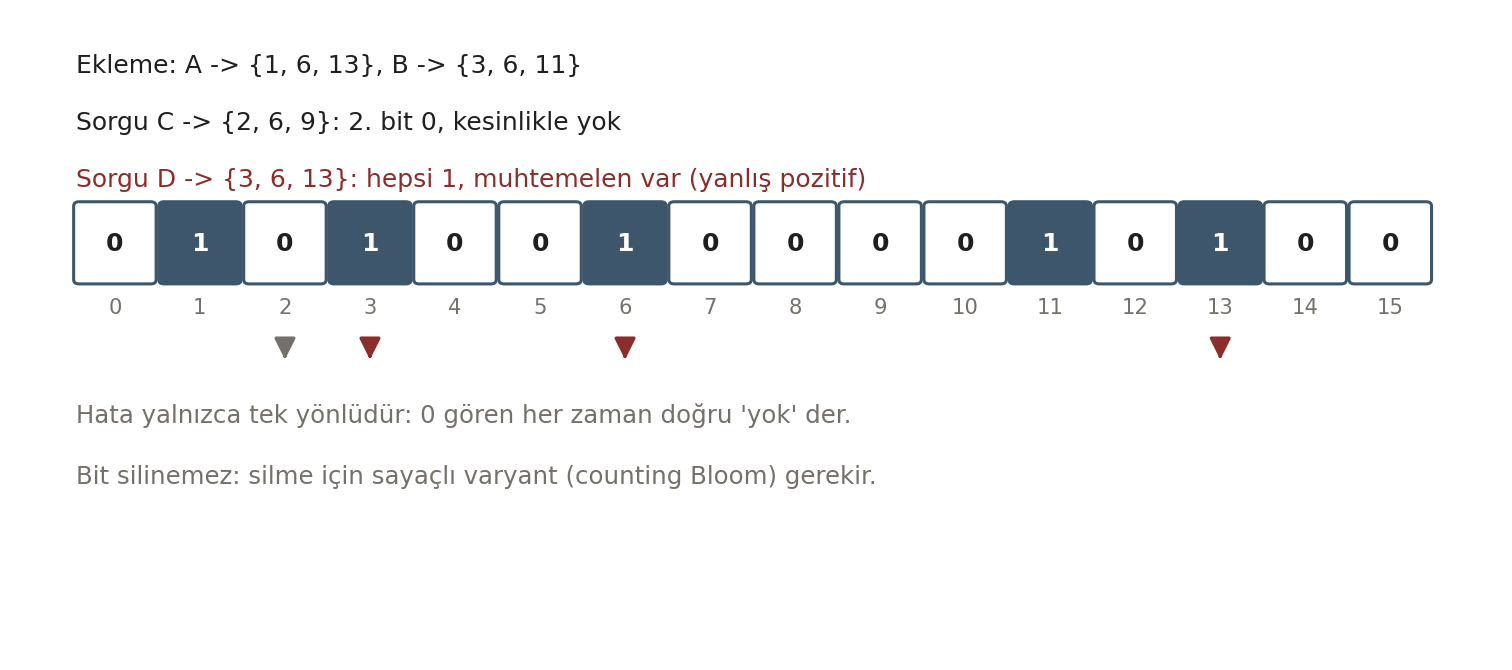 Ekleme: A -> {1, 6, 13}, B -> {3, 6, 11}
Sorgu C -> {2, 6, 9}: 2. bit 0, kesinlikle yok
Sorgu D -> {3, 6, 13}: hepsi 1, muhtemelen var (yanlış pozitif)
0 1 0 1 0 0 1 0 0 0 0 1 0 1 0 0
0 1 2 3 4 5 6 7 8 9 10 11 12 13 14 15
Hata yalnızca tek yönlüdür: 0 gören her zaman doğru 'yok' der.
Bit silinemez: silme için sayaçlı varyant (counting Bloom) gerekir.